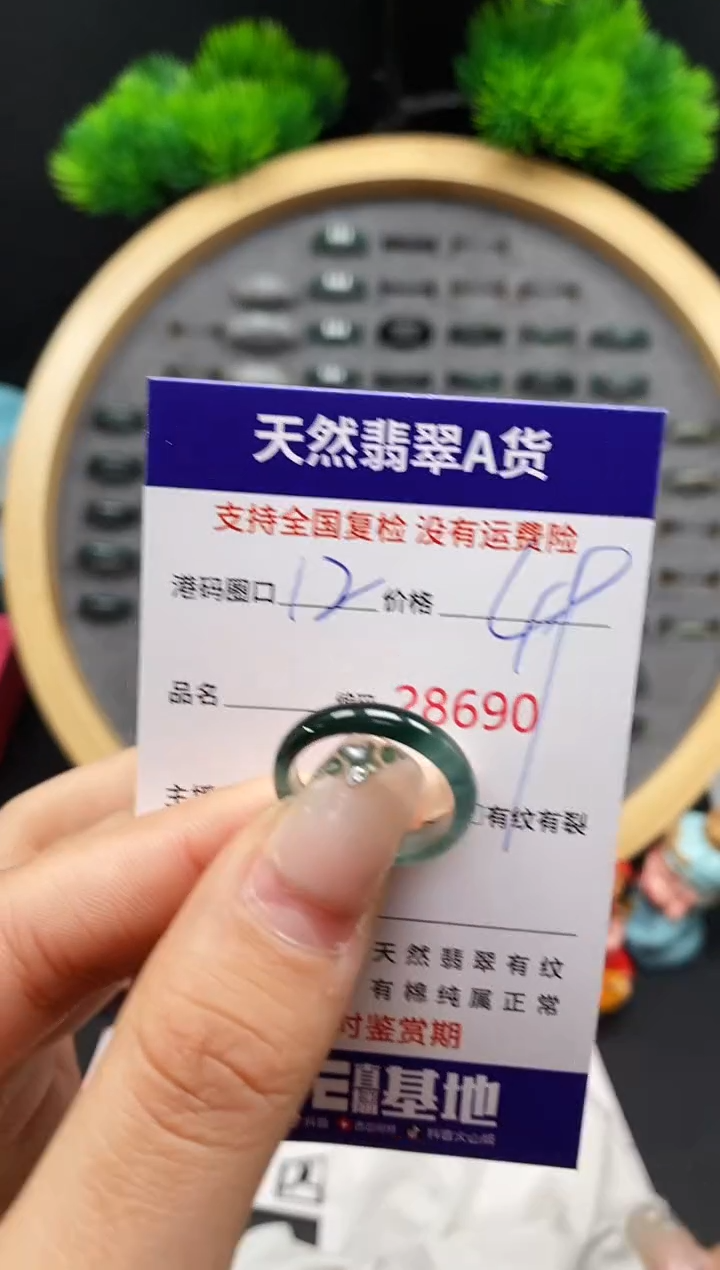 天然翡翠A货
支持全国复检 没有运费险
港码圈口 12 价格 49
品名 28690
有纹有裂
天然翡翠有纹
有棉纯属正常
时鉴赏期
基地